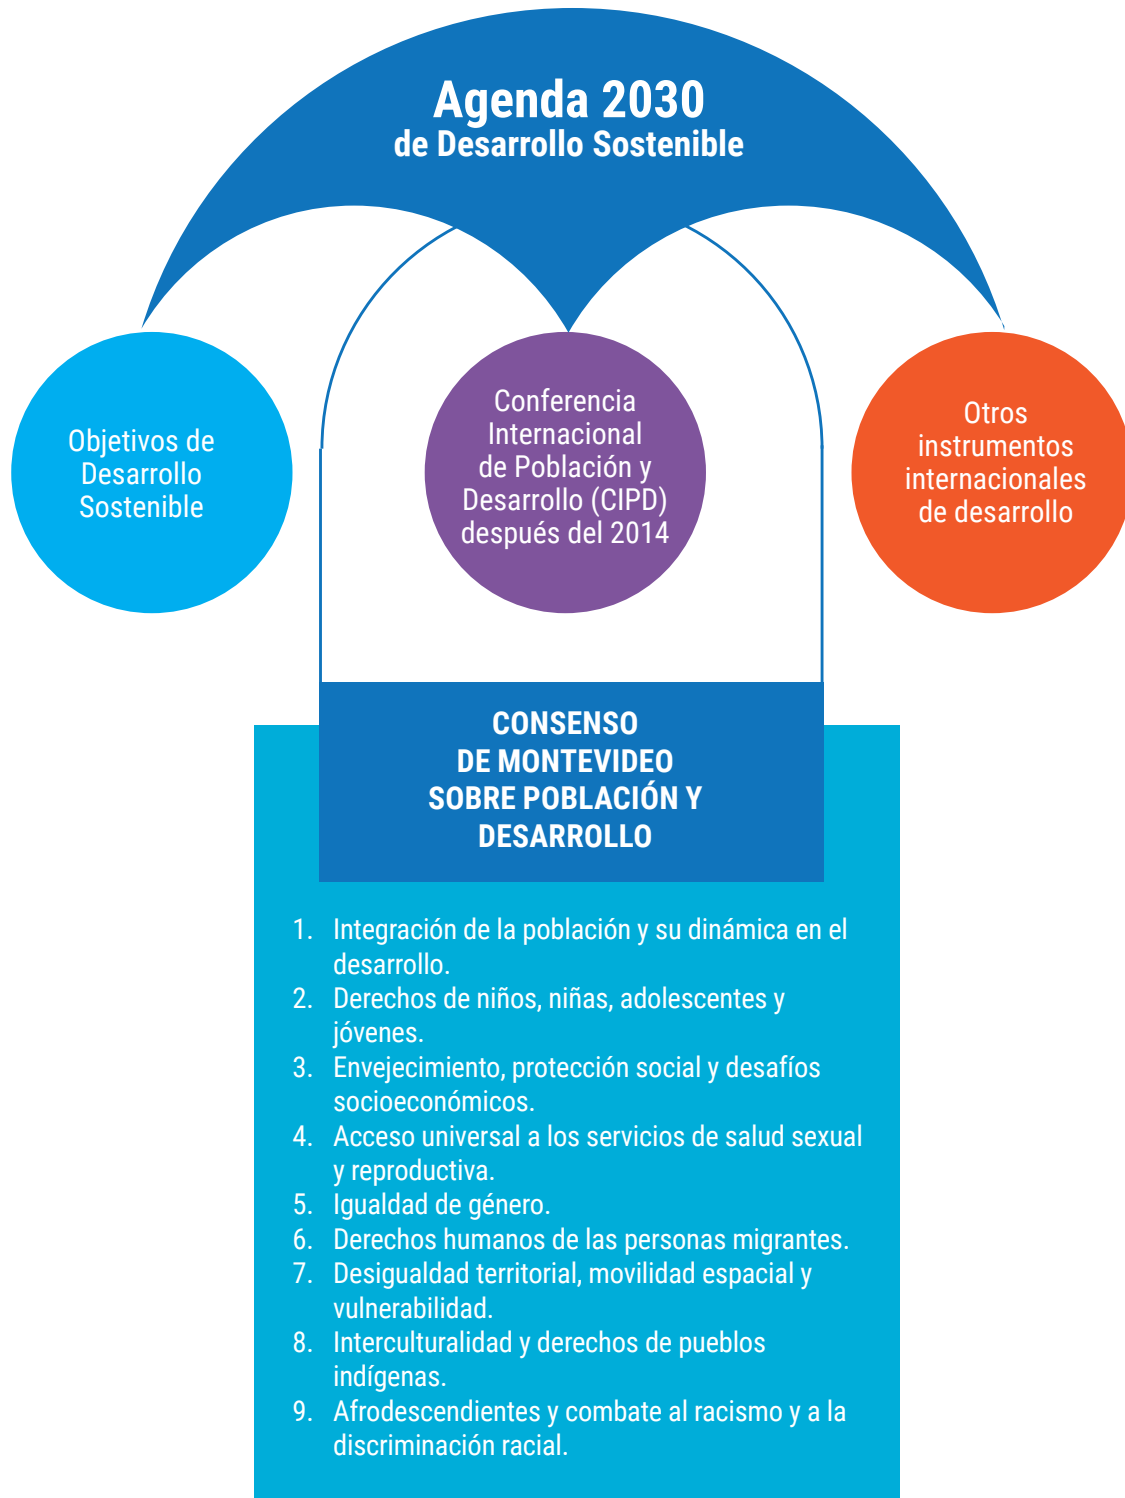 Agenda 2030
de Desarrollo Sostenible
Objetivos de
Desarrollo
Sostenible
Conferencia
Internacional
de Población y
Desarrollo (CIPD)
después del 2014
Otros
instrumentos
internacionales
de desarrollo
CONSENSO
DE MONTEVIDEO
SOBRE POBLACIÓN Y
DESARROLLO
1. Integración de la población y su dinámica en el
desarrollo.
2. Derechos de niños, niñas, adolescentes y
jóvenes.
3. Envejecimiento, protección social y desafíos
socioeconómicos.
4. Acceso universal a los servicios de salud sexual
y reproductiva.
5. Igualdad de género.
6. Derechos humanos de las personas migrantes.
7. Desigualdad territorial, movilidad espacial y
vulnerabilidad.
8. Interculturalidad y derechos de pueblos
indígenas.
9. Afrodescendientes y combate al racismo y a la
discriminación racial.